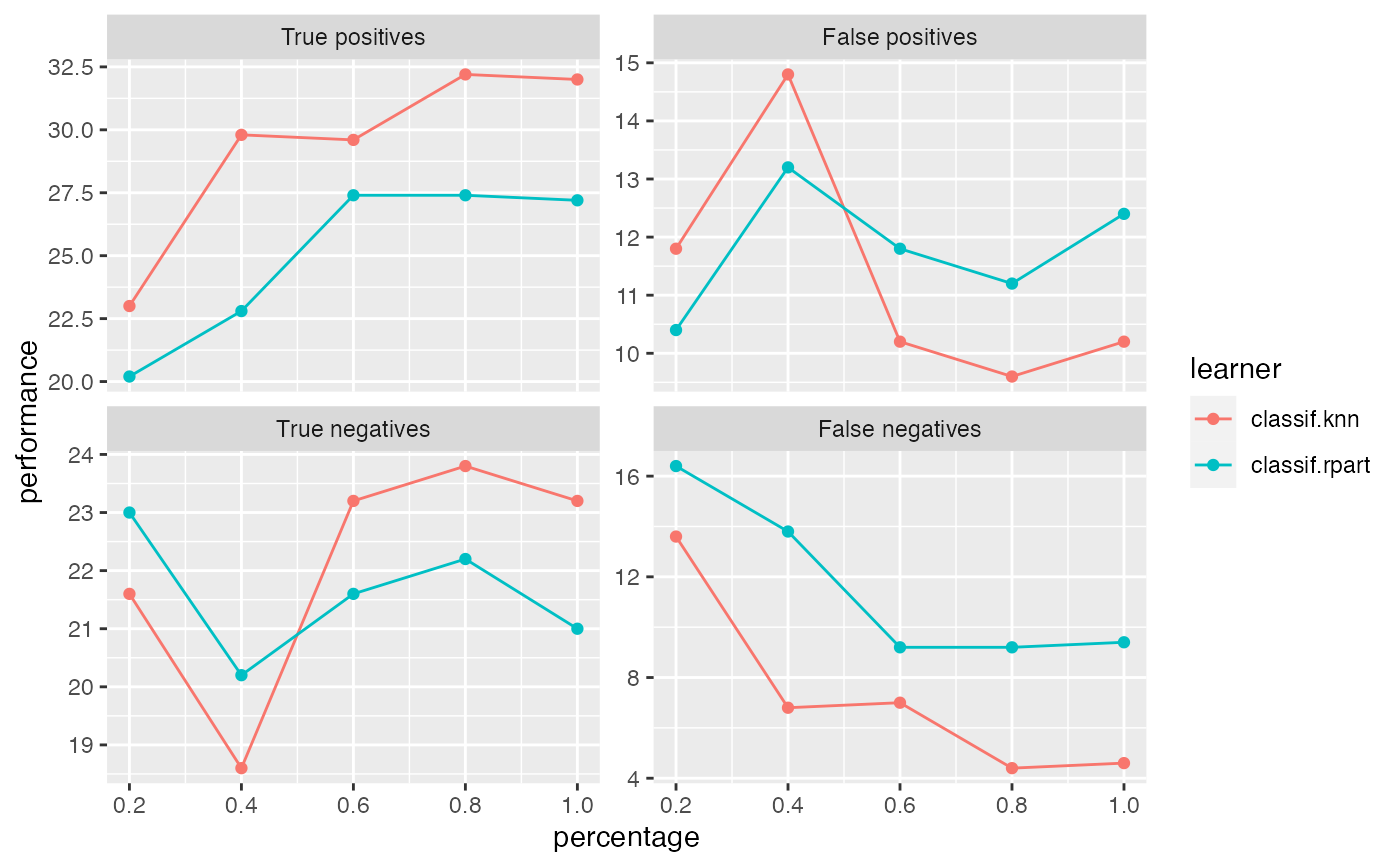 True positives
False positives
32.5
30.0
27.5
25.0
22.5
20.0
15
14
13
12
11
10
performance
True negatives
False negatives
24
23
22
21
20
19
16
12
8
4
0.2 0.4 0.6 0.8 1.0
0.2 0.4 0.6 0.8 1.0
percentage
learner
classif.knn
classif.rpart